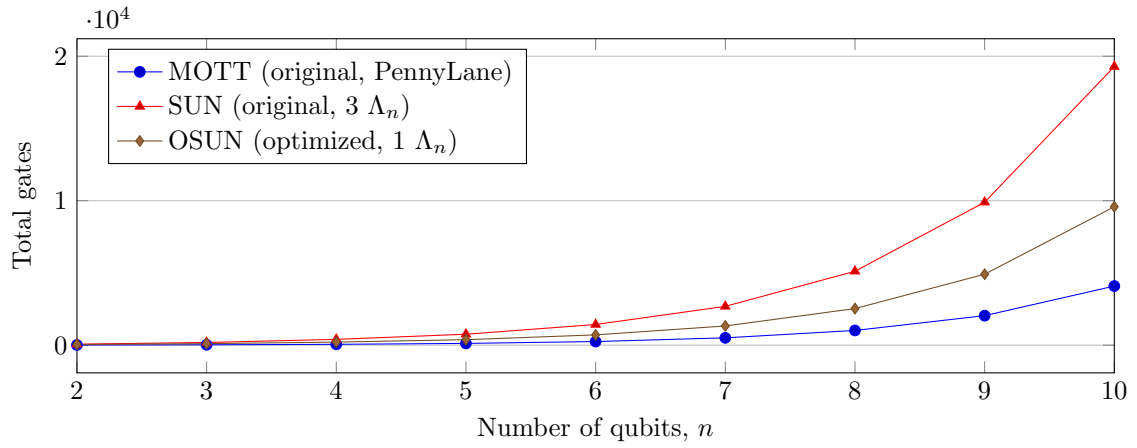 ·10⁴
2
1
0
Total gates
MOTT (original, PennyLane)
SUN (original, 3 Λₙ)
OSUN (optimized, 1 Λₙ)
2 3 4 5 6 7 8 9 10
Number of qubits, n